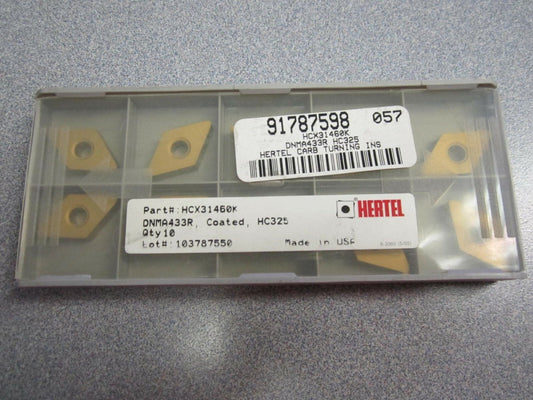 91787598 057
HCX31460K
DNMA433R HC325
HERTEL CARB TURNING INS
Part#:HCX31460K
DNMA433R, Coated, HC325
Qty10
Lot#:103787550
Made in USA
HERTEL